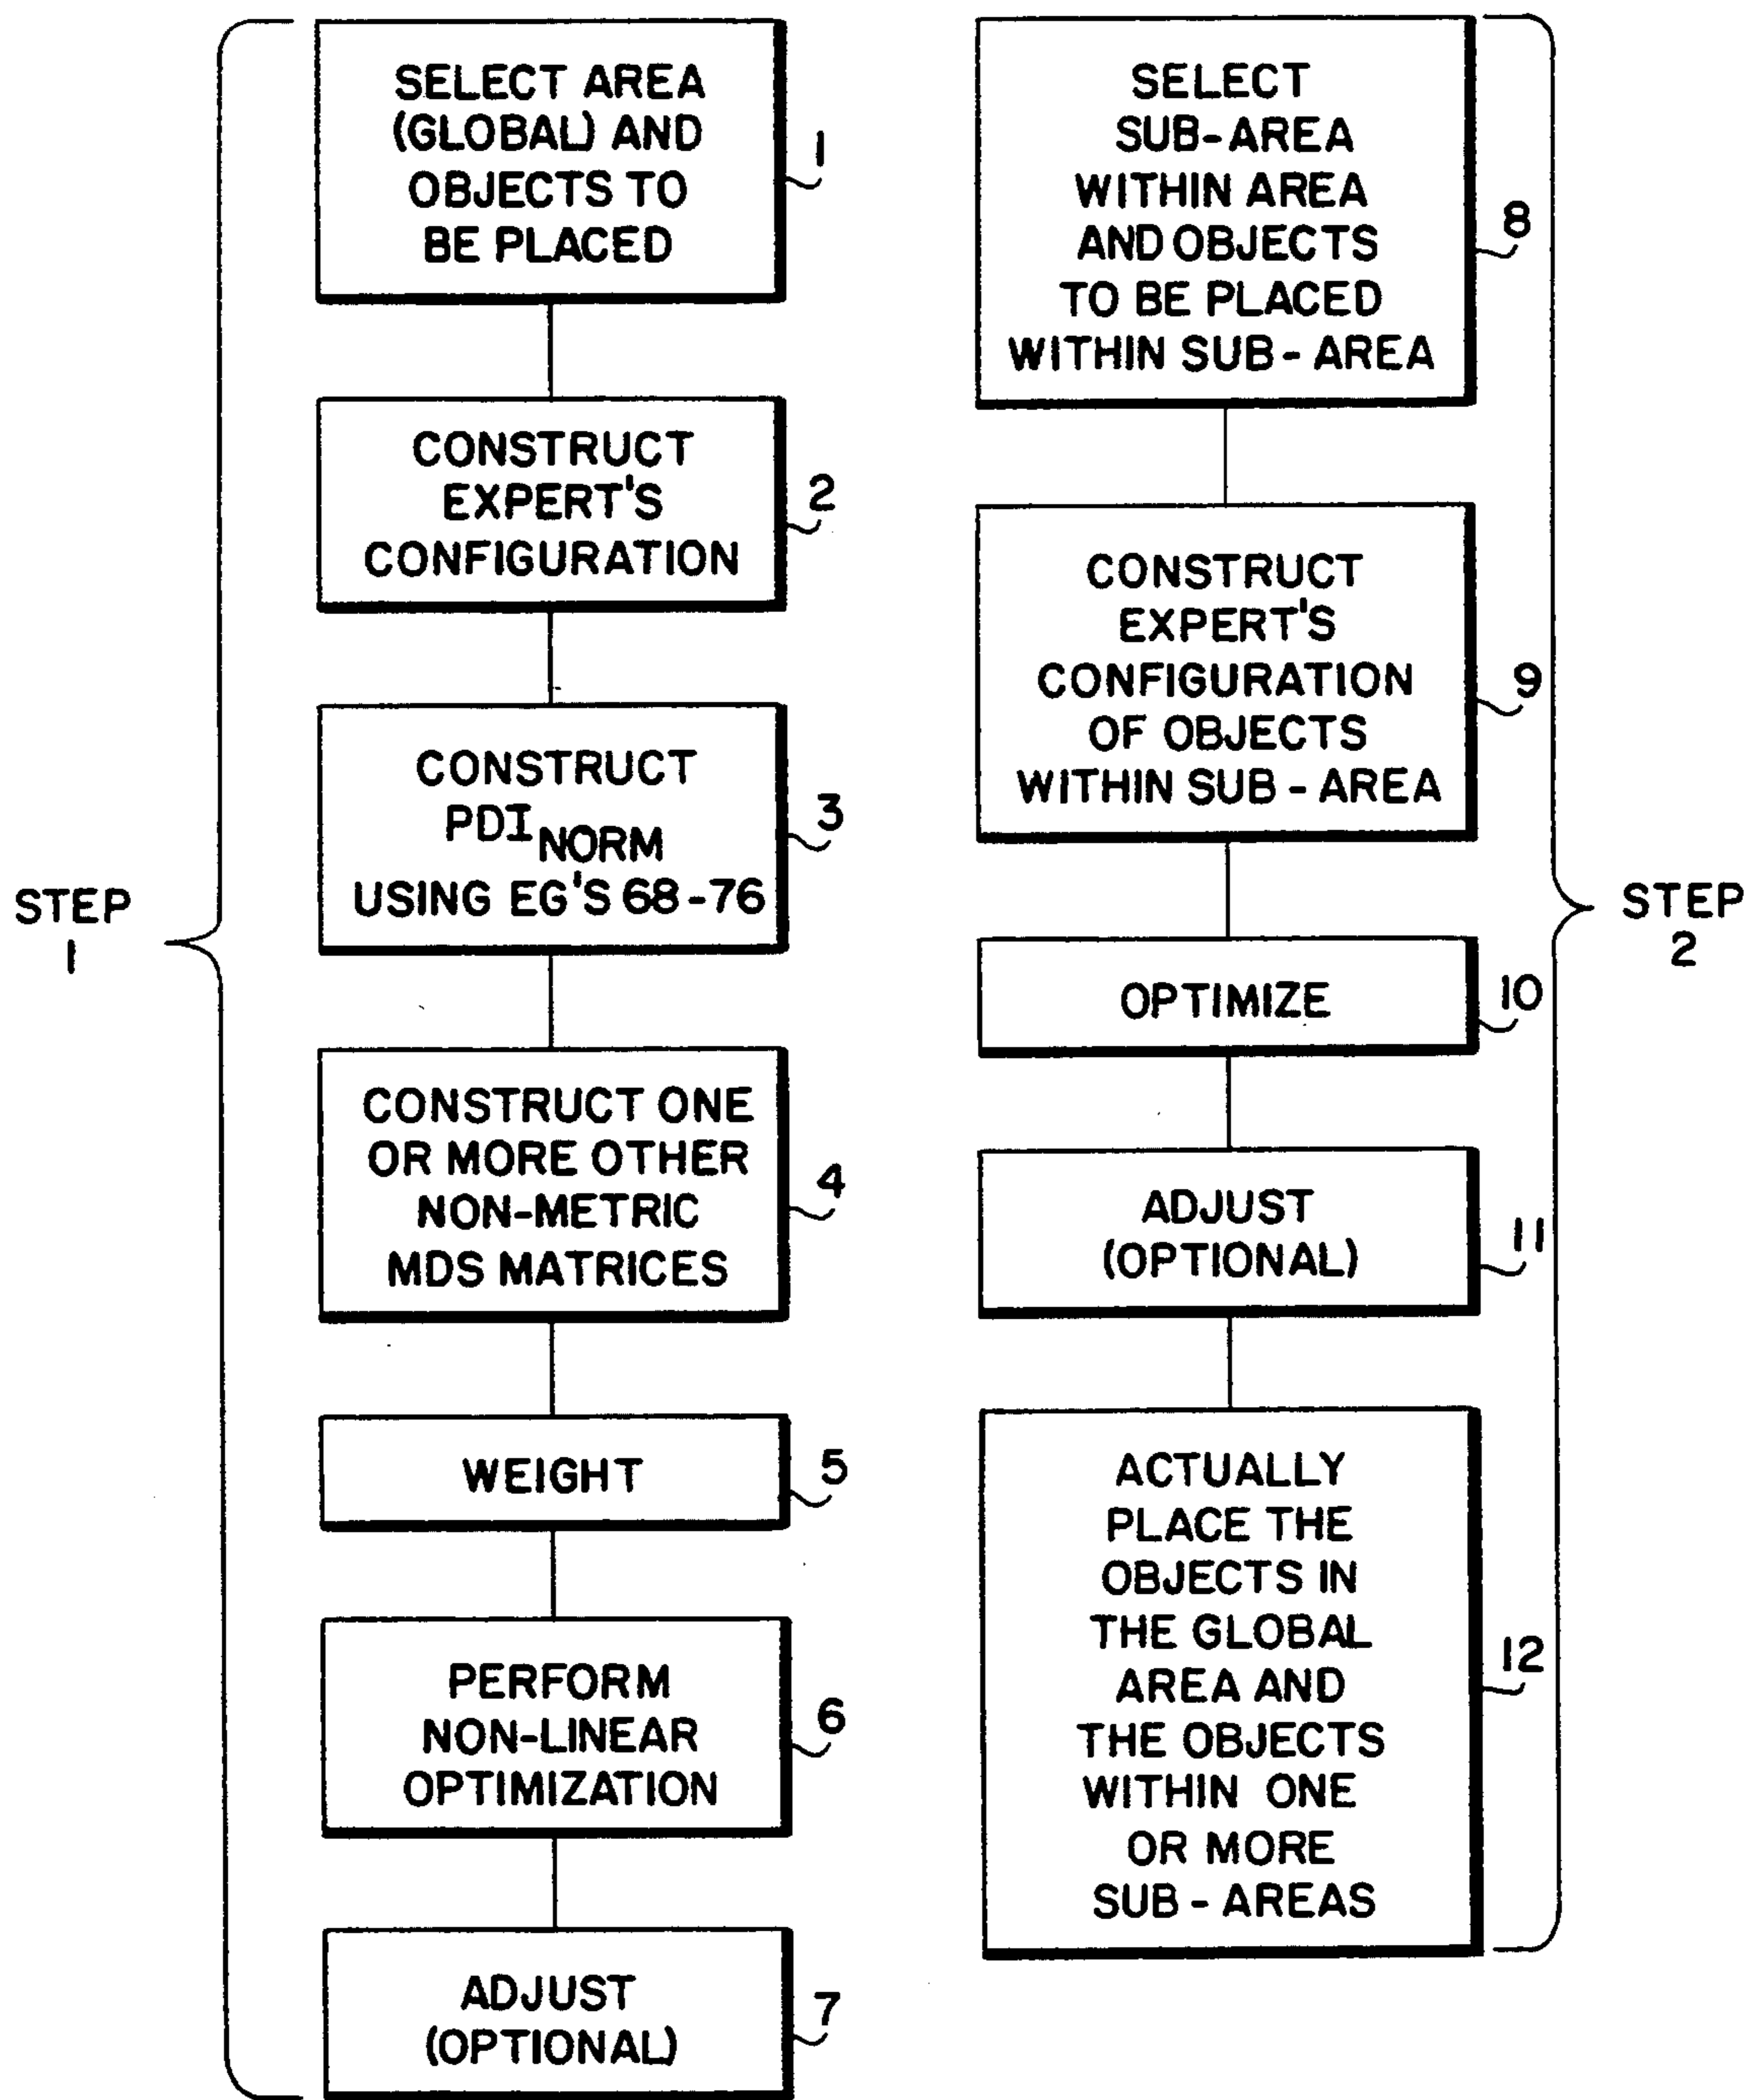 SELECT AREA
(GLOBAL) AND
OBJECTS TO
BE PLACED
1
CONSTRUCT
EXPERT'S
CONFIGURATION
2
CONSTRUCT
PDI NORM
USING EG'S 68-76
3
CONSTRUCT ONE
OR MORE OTHER
NON-METRIC
MDS MATRICES
4
WEIGHT
5
PERFORM
NON-LINEAR
OPTIMIZATION
6
ADJUST
(OPTIONAL)
7
STEP
1
SELECT
SUB-AREA
WITHIN AREA
AND OBJECTS
TO BE PLACED
WITHIN SUB-AREA
8
CONSTRUCT
EXPERT'S
CONFIGURATION
OF OBJECTS
WITHIN SUB-AREA
9
OPTIMIZE
10
ADJUST
(OPTIONAL)
11
ACTUALLY
PLACE THE
OBJECTS IN
THE GLOBAL
AREA AND
THE OBJECTS
WITHIN ONE
OR MORE
SUB-AREAS
12
STEP
2